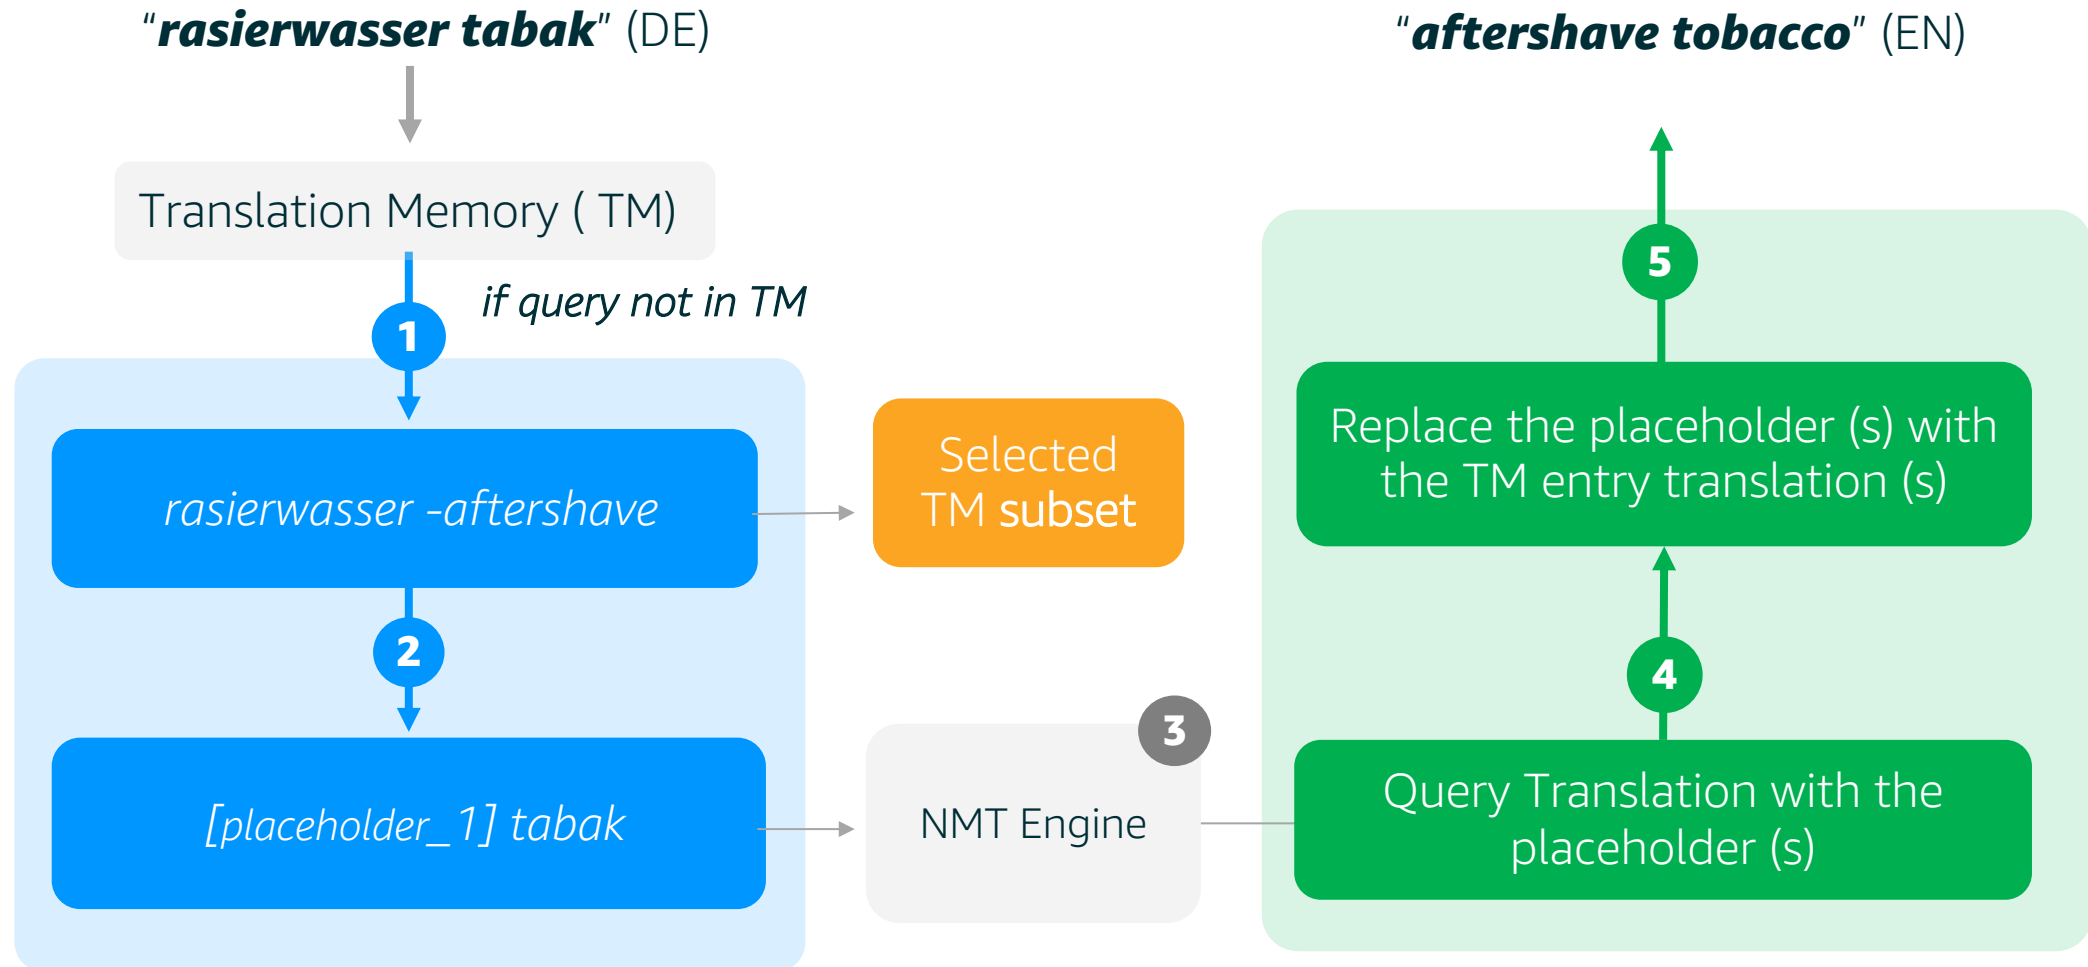 “rasierwasser tabak” (DE)
Translation Memory ( TM)
if query not in TM
1
rasierwasser -aftershave
Selected
TM subset
2
[placeholder_1] tabak
NMT Engine
3
“aftershave tobacco” (EN)
5
Replace the placeholder (s) with
the TM entry translation (s)
4
Query Translation with the
placeholder (s)